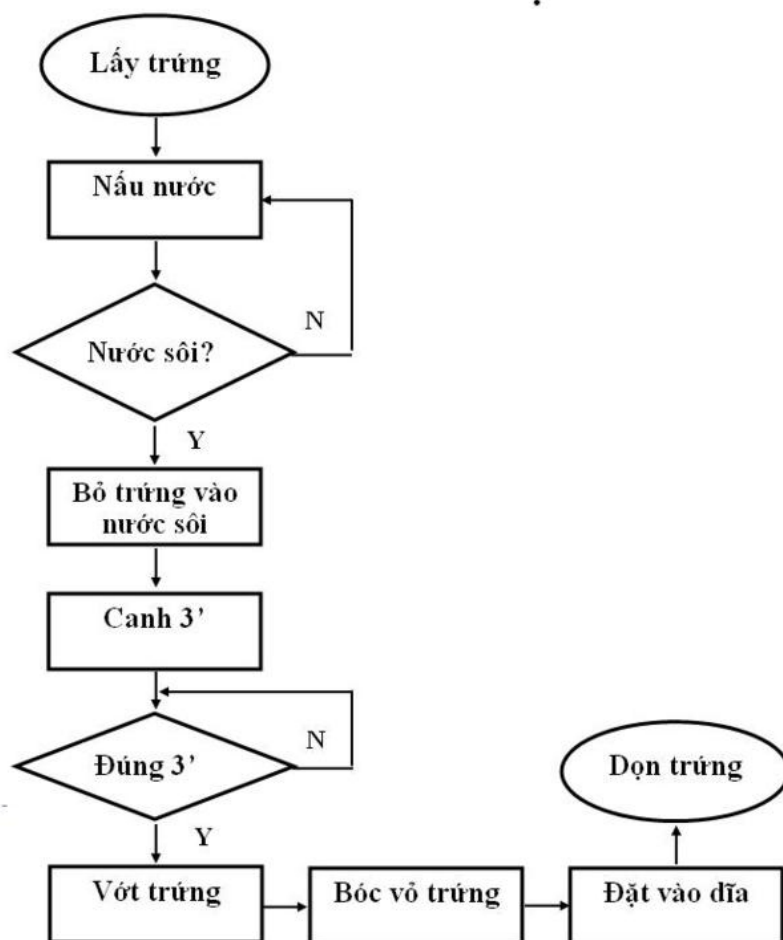 Lấy trứng
Nấu nước
N
Nước sôi?
Y
Bỏ trứng vào
nước sôi
Canh 3’
N
Đúng 3’
Y
Vớt trứng
Bóc vỏ trứng
Đặt vào dĩa
Dọn trứng